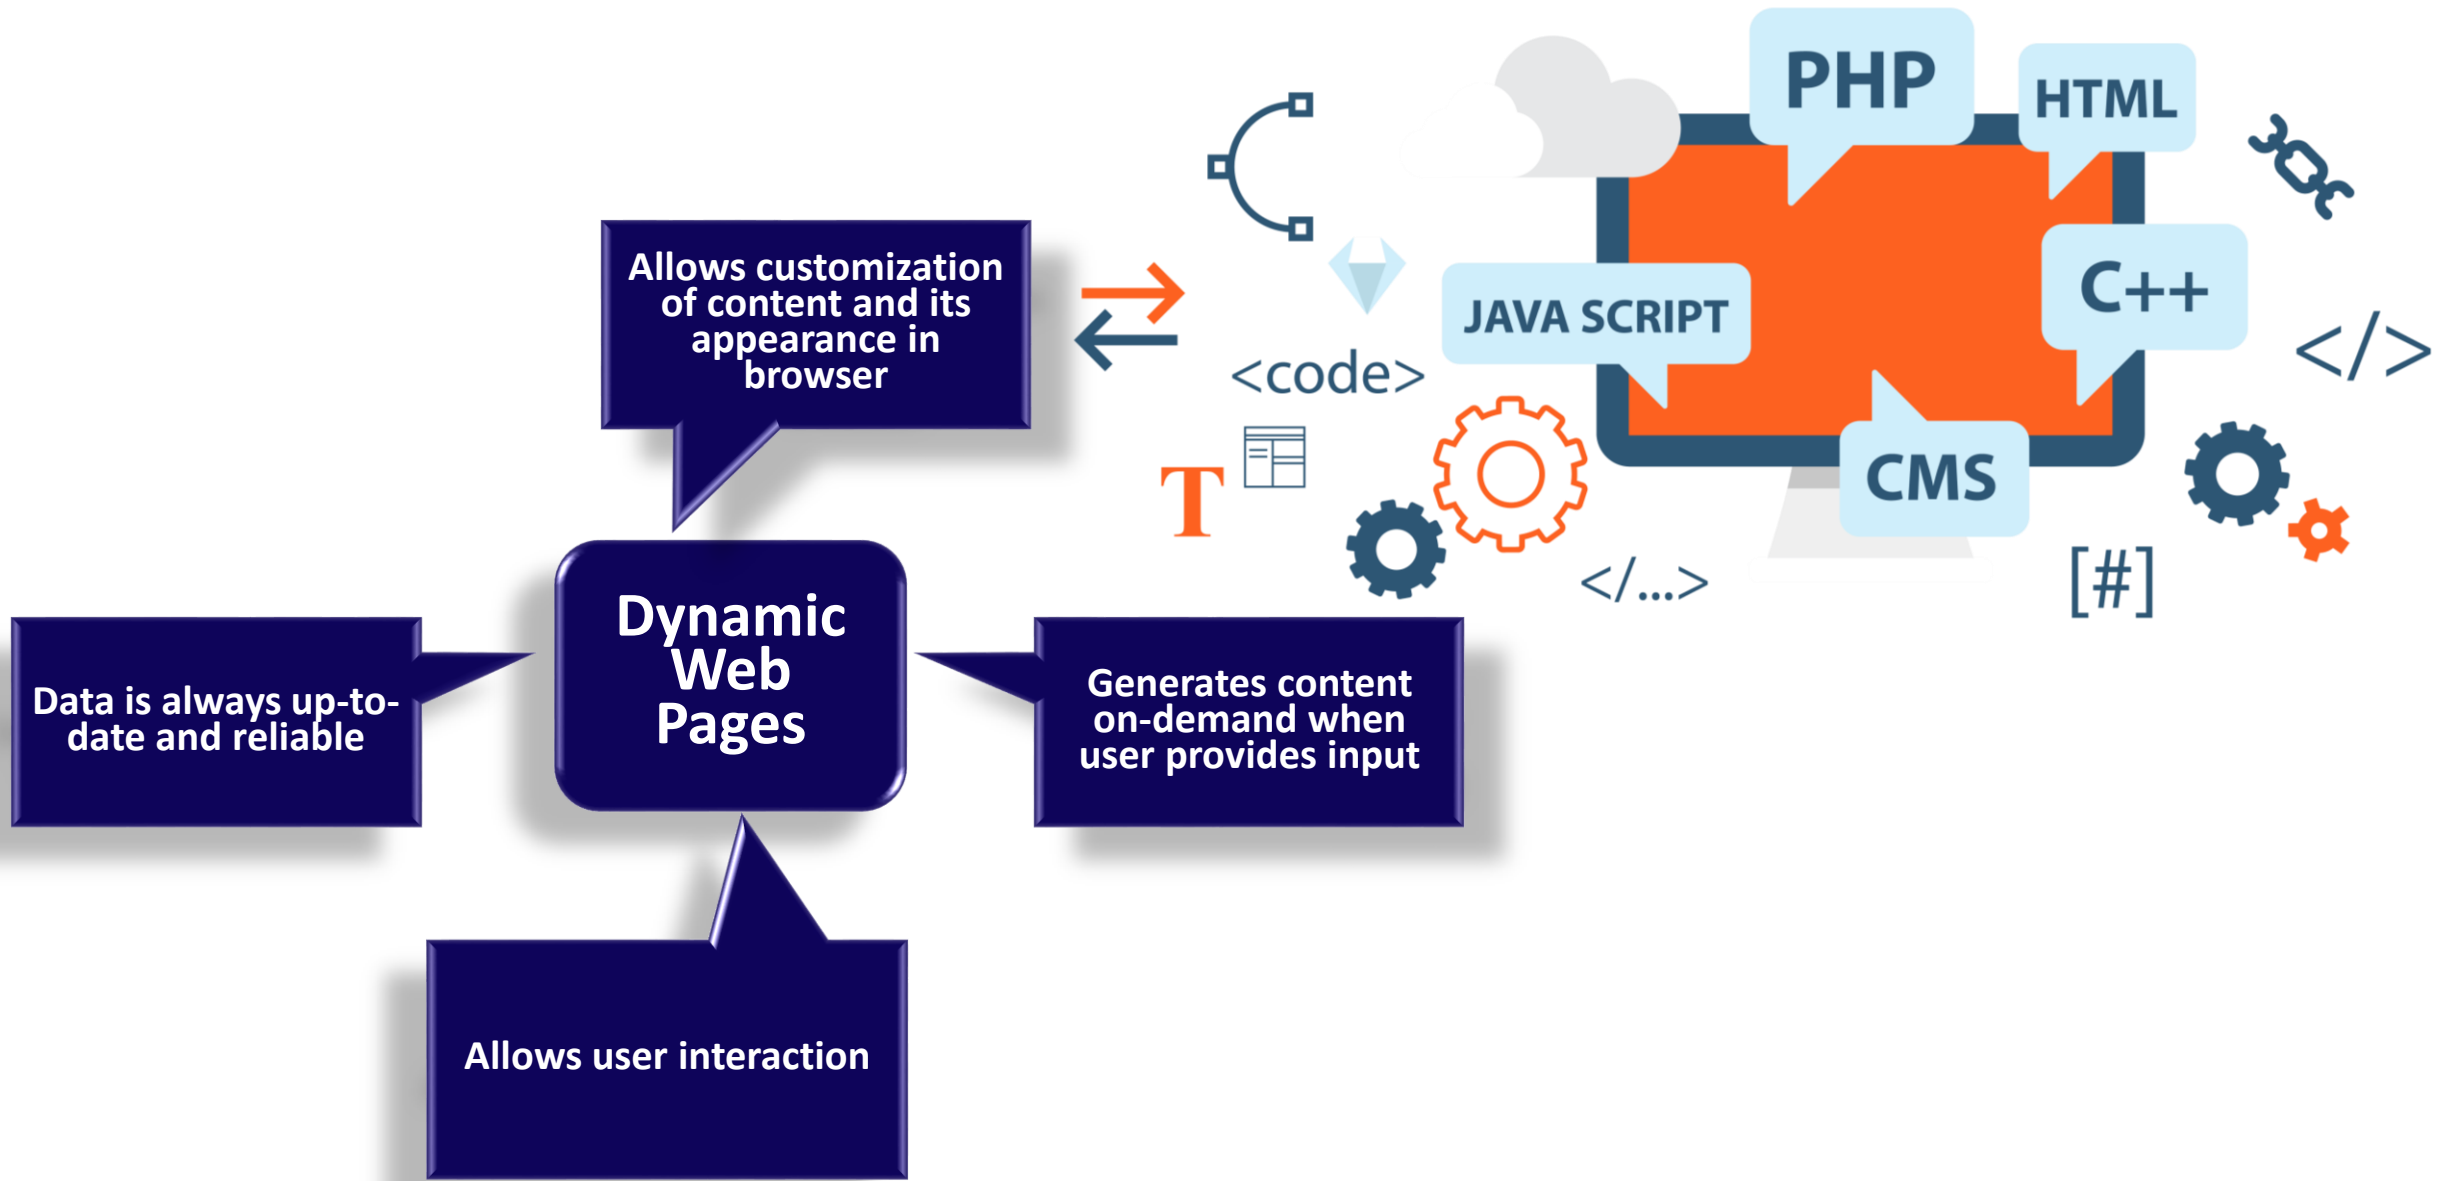 PHP
HTML
C++
JAVA SCRIPT
CMS
<code>
T
</>
</...>
[#]
Allows customization
of content and its
appearance in
browser
Dynamic
Web
Pages
Data is always up-to-
date and reliable
Generates content
on-demand when
user provides input
Allows user interaction